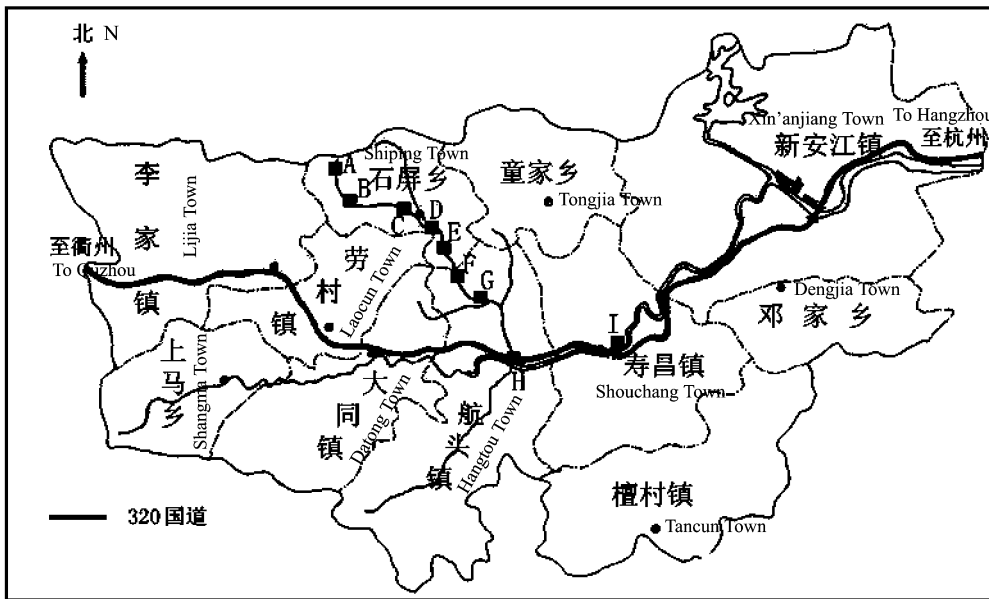 北 N
Xin'anjiang Town
新安江镇
To Hangzhou
至杭州
李家镇
Lijia Town
Shiping Town
石屏乡
A
B
C
D
E
F
G
H
I
童家乡
Tongjia Town
至衢州
To Quzhou
劳村镇
Laocun Town
上马乡
Shangma Town
大同镇
Datong Town
航头镇
Hangtou Town
寿昌镇
Shouchang Town
Dengjia Town
邓家乡
檀村镇
Tancun Town
320国道